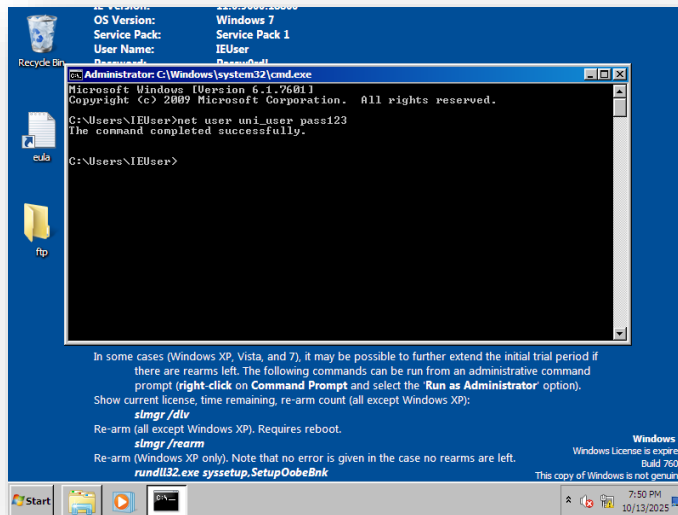 OS Version: Windows 7
Service Pack: Service Pack 1
User Name: IEUser
Recycle Bin
Administrator: C:\Windows\system32\cmd.exe
Microsoft Windows [Version 6.1.7601]
Copyright (c) 2009 Microsoft Corporation.  All rights reserved.
C:\Users\IEUser>net user uni_user pass123
The command completed successfully.
C:\Users\IEUser>
eula
ftp
In some cases (Windows XP, Vista, and 7), it may be possible to further extend the initial trial period if
there are rearms left. The following commands can be run from an administrative command
prompt (right-click on Command Prompt and select the 'Run as Administrator' option).
Show current license, time remaining, re-arm count (all except Windows XP):
slmgr /dlv
Re-arm (all except Windows XP). Requires reboot.
slmgr /rearm
Re-arm (Windows XP only). Note that no error is given in the case no rearms are left.
rundll32.exe syssetup,SetupOobeBnk
Windows
Windows License is expire
Build 760
This copy of Windows is not genuin
Start
7:50 PM
10/13/2025